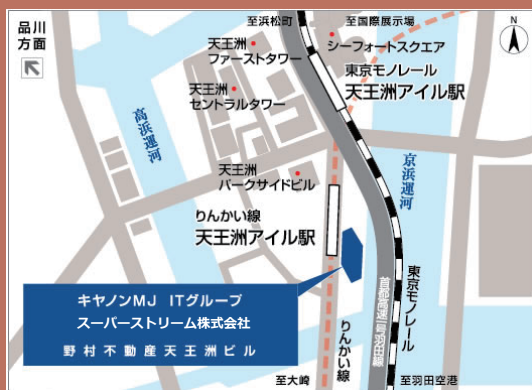 至浜松町
至国際展示場
品川
方面
N
天王洲
ファーストタワー
シーフォートスクエア
東京モノレール
天王洲アイル駅
天王洲
セントラルタワー
高浜運河
京浜運河
天王洲
パークサイドビル
りんかい線
天王洲アイル駅
キヤノンMJ ITグループ
スーパーストリーム株式会社
野村不動産天王洲ビル
首都高速一号羽田線
東京モノレール
りんかい線
至大崎
至羽田空港